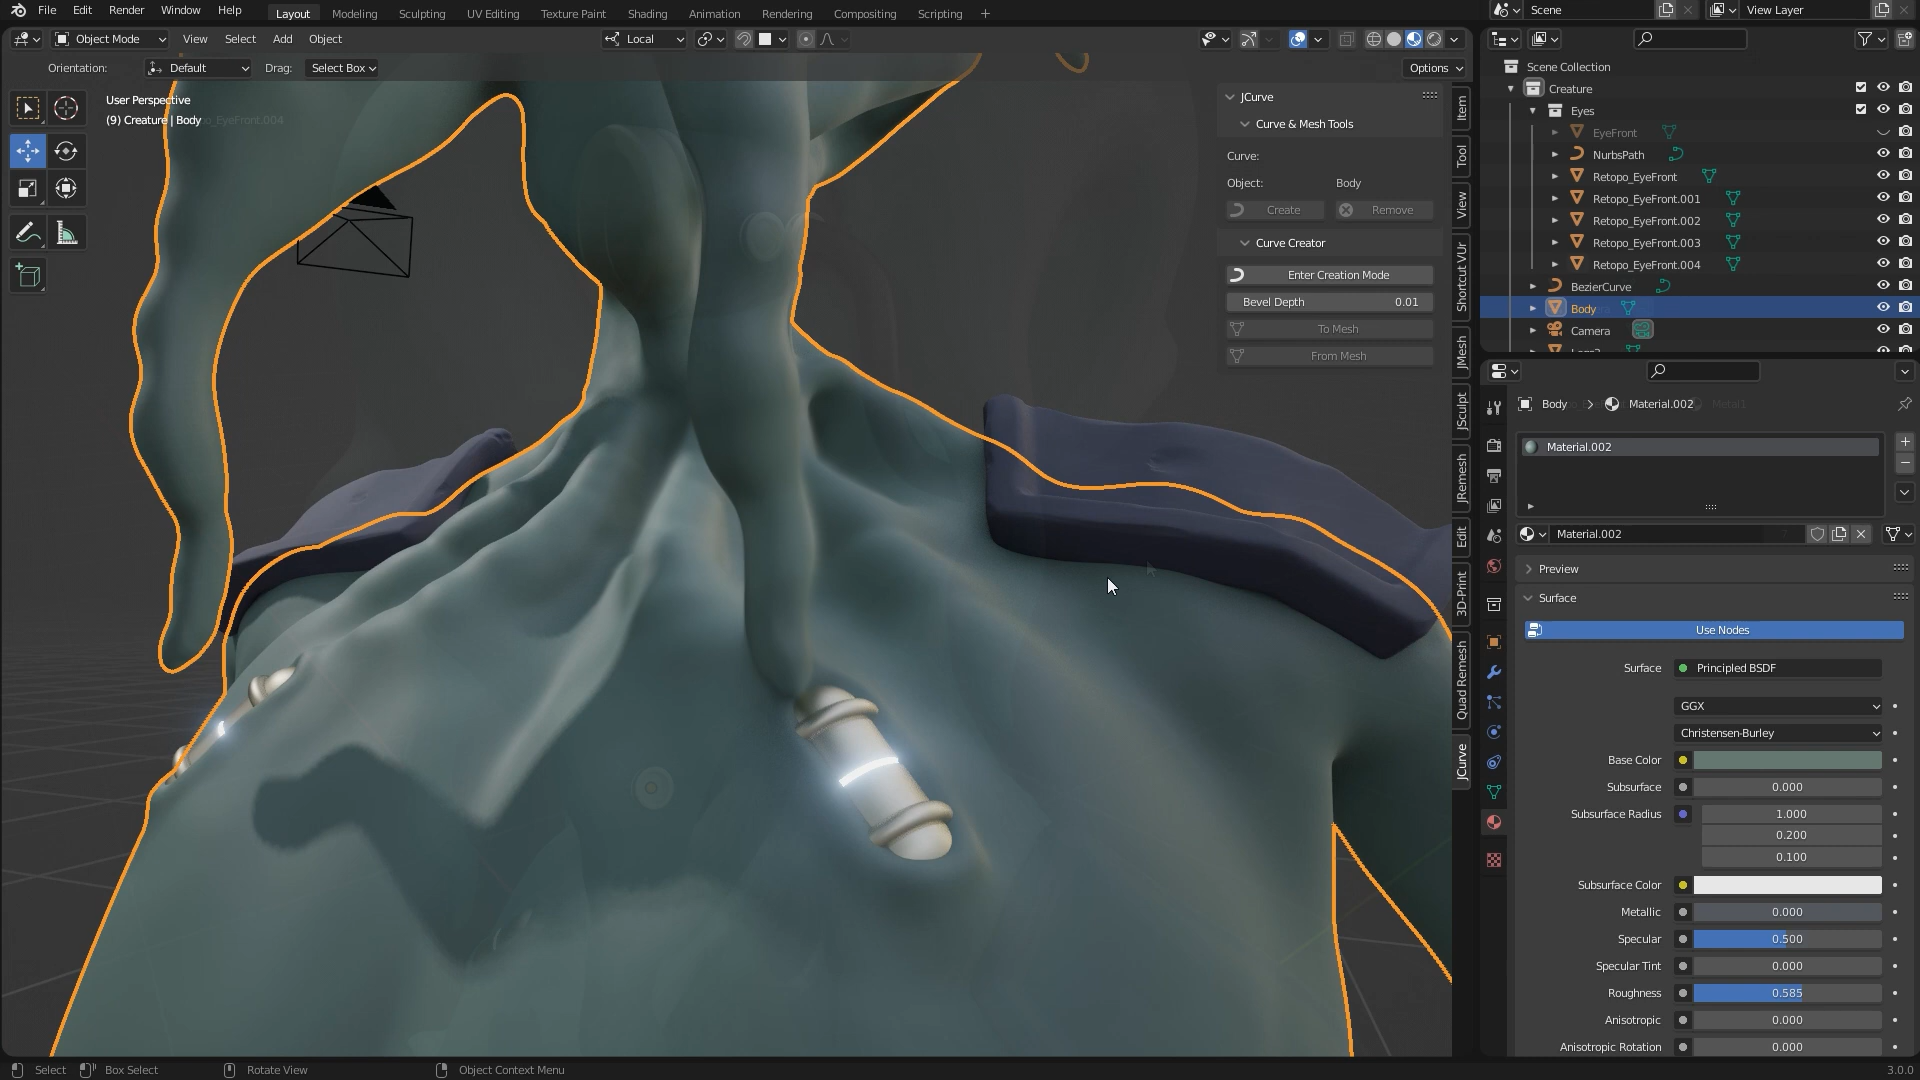 File Edit Render Window Help
Layout Modeling Sculpting UV Editing Texture Paint Shading Animation Rendering Compositing Scripting +
Scene View Layer
Object Mode View Select Add Object
Local
Orientation: Default Drag: Select Box
Options
User Perspective
(9) Creature | Body
JCurve
Curve & Mesh Tools
Curve:
Object: Body
Create Remove
Curve Creator
Enter Creation Mode
Bevel Depth 0.01
To Mesh
From Mesh
Item
Tool
View
Shortcut VUr
JMesh
JSculpt
JRemesh
Edit
3D-Print
Quad Remesh
JCurve
Scene Collection
Creature
Eyes
EyeFront
NurbsPath
Retopo_EyeFront
Retopo_EyeFront.001
Retopo_EyeFront.002
Retopo_EyeFront.003
Retopo_EyeFront.004
BezierCurve
Body
Camera
Body > Material.002
Material.002
Material.002
Preview
Surface
Use Nodes
Surface Principled BSDF
GGX
Christensen-Burley
Base Color
Subsurface 0.000
Subsurface Radius 1.000
0.200
0.100
Subsurface Color
Metallic 0.000
Specular 0.500
Specular Tint 0.000
Roughness 0.585
Anisotropic 0.000
Anisotropic Rotation 0.000
Select Box Select Rotate View Object Context Menu
3.0.0